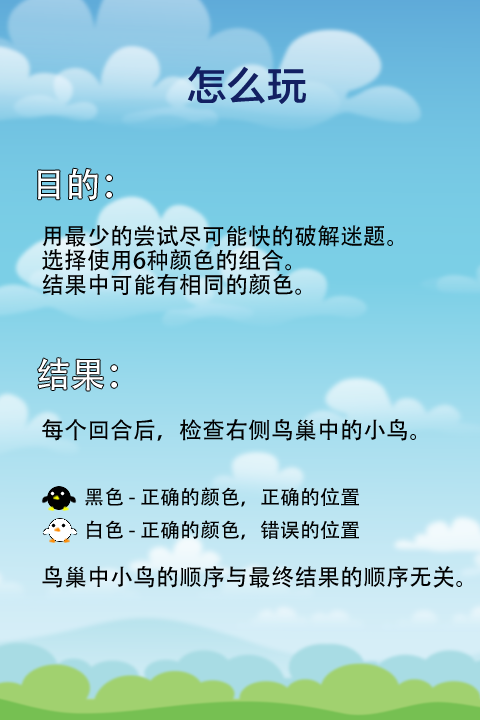 怎么玩
目的：
用最少的尝试尽可能快的破解迷题。
选择使用6种颜色的组合。
结果中可能有相同的颜色。
结果：
每个回合后，检查右侧鸟巢中的小鸟。
黑色 - 正确的颜色，正确的位置
白色 - 正确的颜色，错误的位置
鸟巢中小鸟的顺序与最终结果的顺序无关。